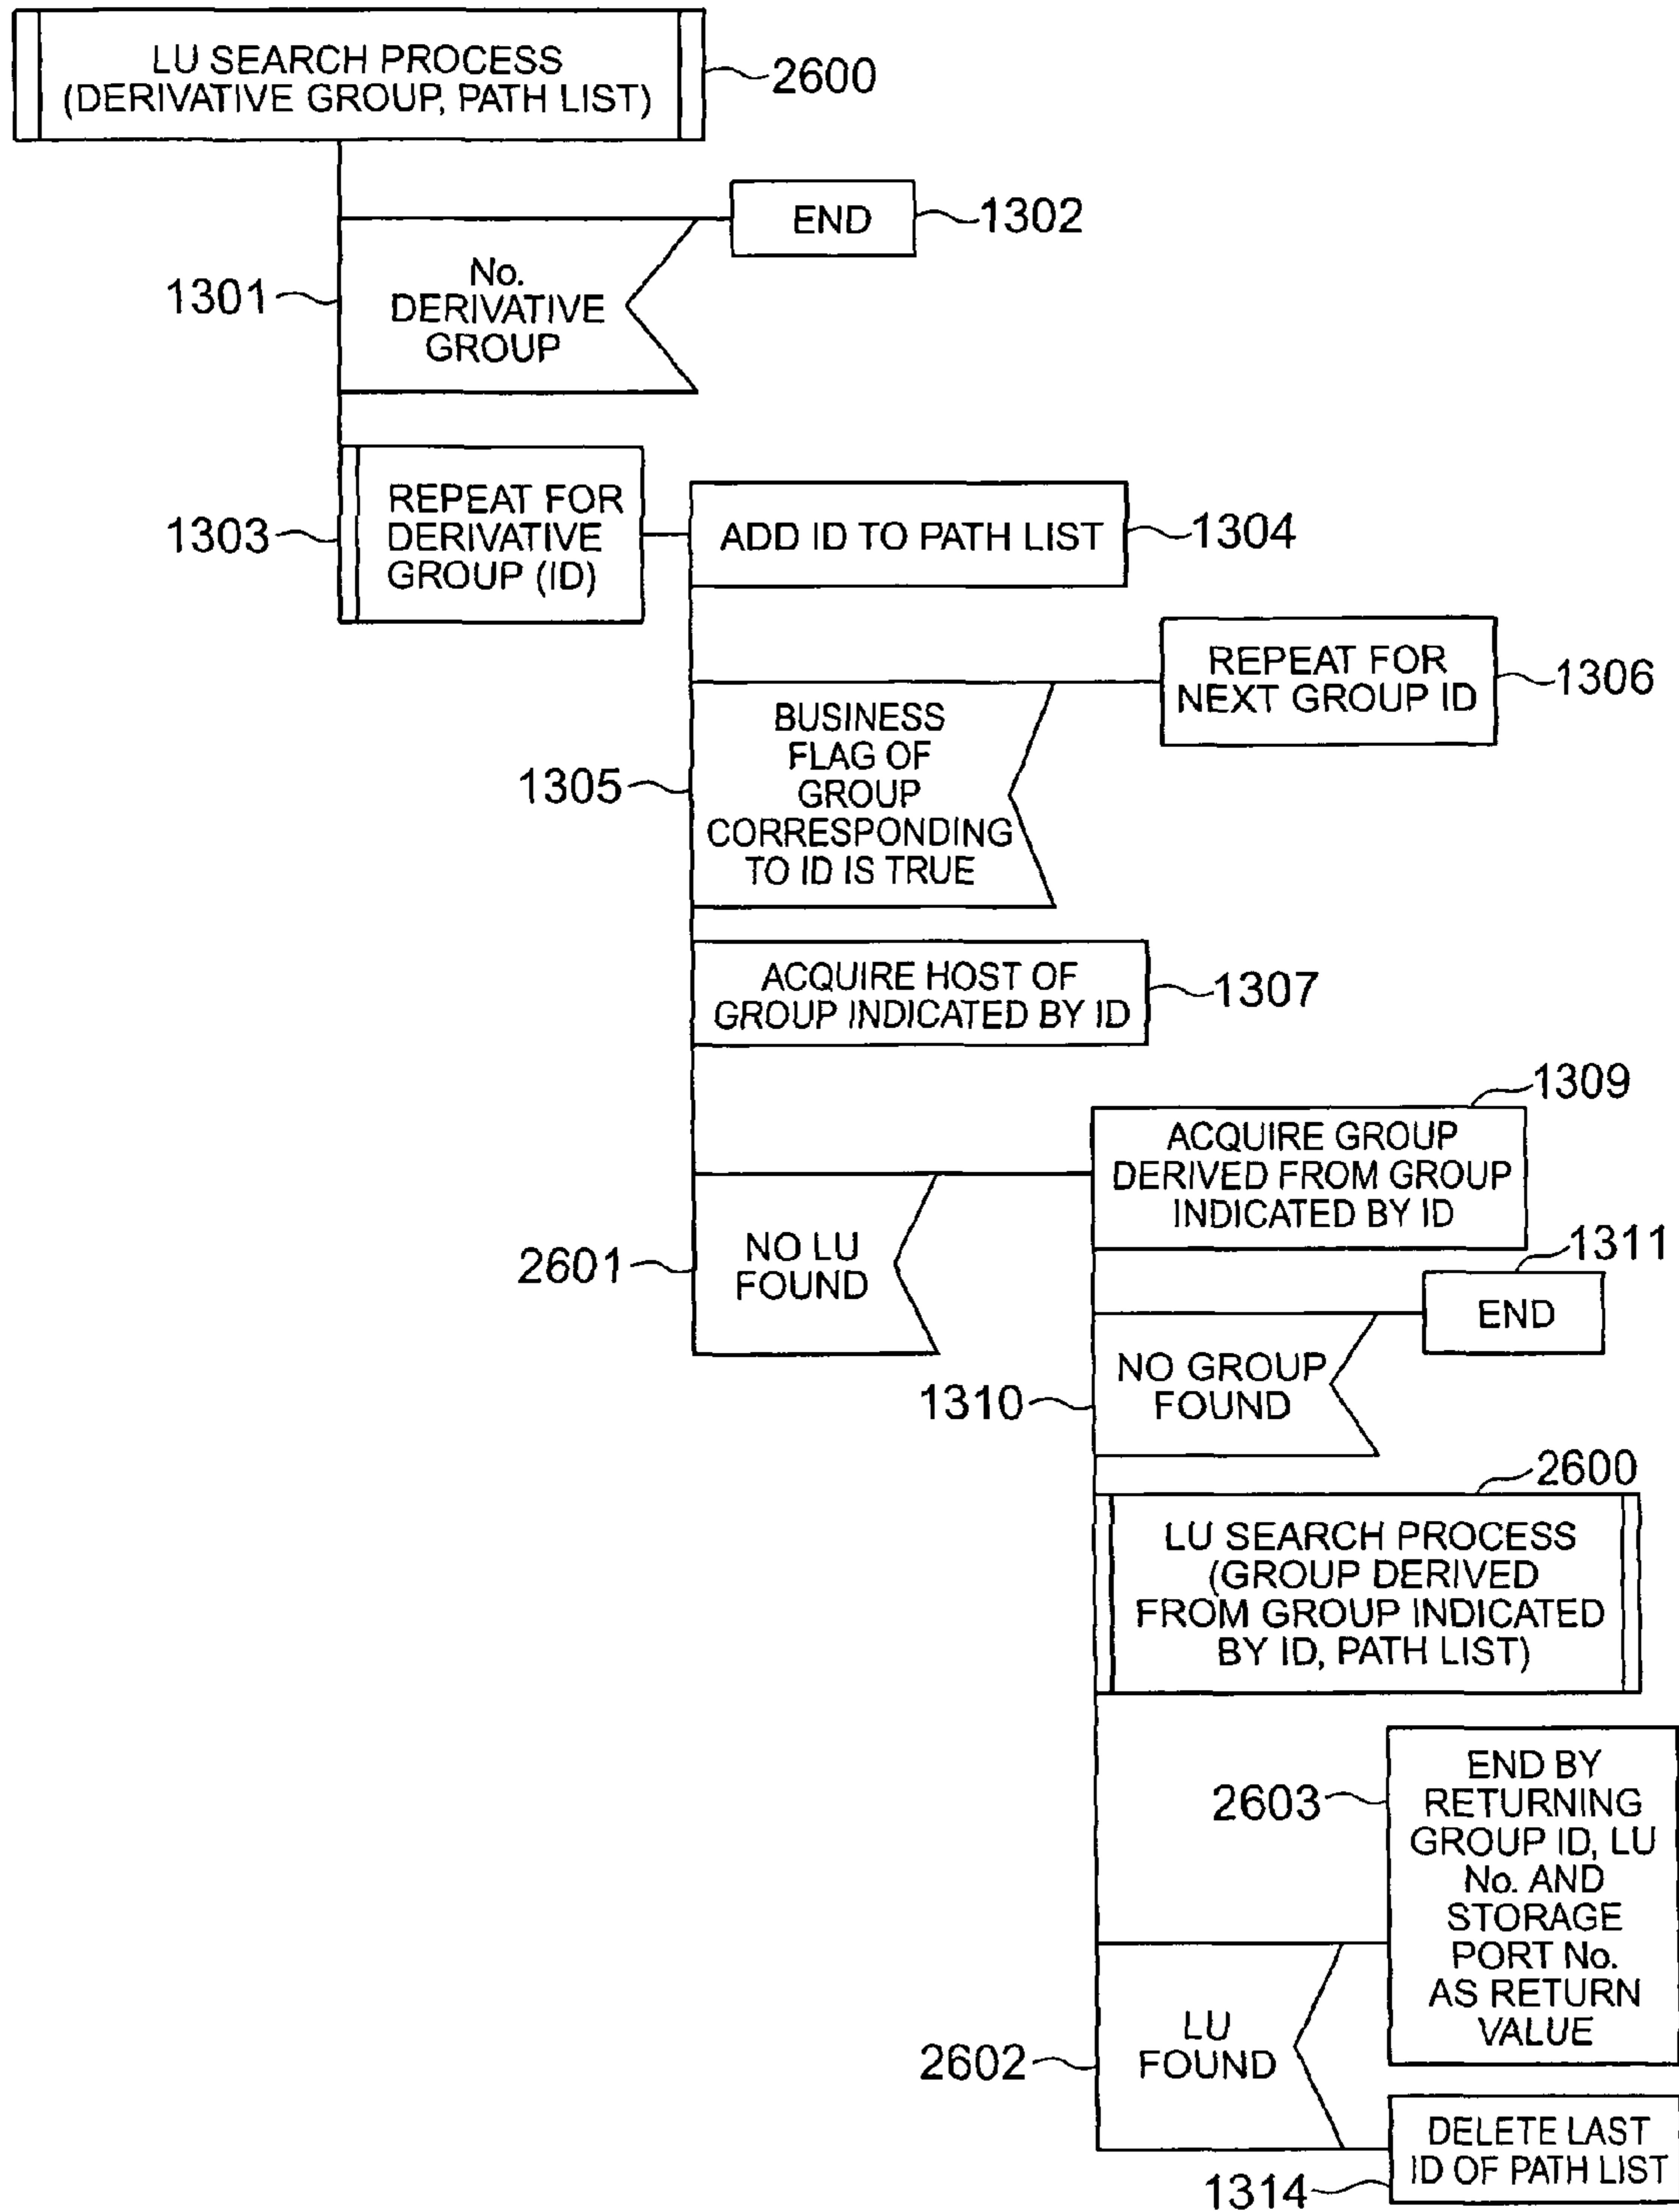 LU SEARCH PROCESS
(DERIVATIVE GROUP, PATH LIST)
2600
END
1302
1301
No.
DERIVATIVE
GROUP
1303
REPEAT FOR
DERIVATIVE
GROUP (ID)
ADD ID TO PATH LIST
1304
REPEAT FOR
NEXT GROUP ID
1306
1305
BUSINESS
FLAG OF
GROUP
CORRESPONDING
TO ID IS TRUE
ACQUIRE HOST OF
GROUP INDICATED BY ID
1307
1309
ACQUIRE GROUP
DERIVED FROM GROUP
INDICATED BY ID
2601
NO LU
FOUND
1311
END
1310
NO GROUP
FOUND
2600
LU SEARCH PROCESS
(GROUP DERIVED
FROM GROUP INDICATED
BY ID, PATH LIST)
2603
END BY
RETURNING
GROUP ID, LU
No. AND
STORAGE
PORT No.
AS RETURN
VALUE
2602
LU
FOUND
DELETE LAST
ID OF PATH LIST
1314